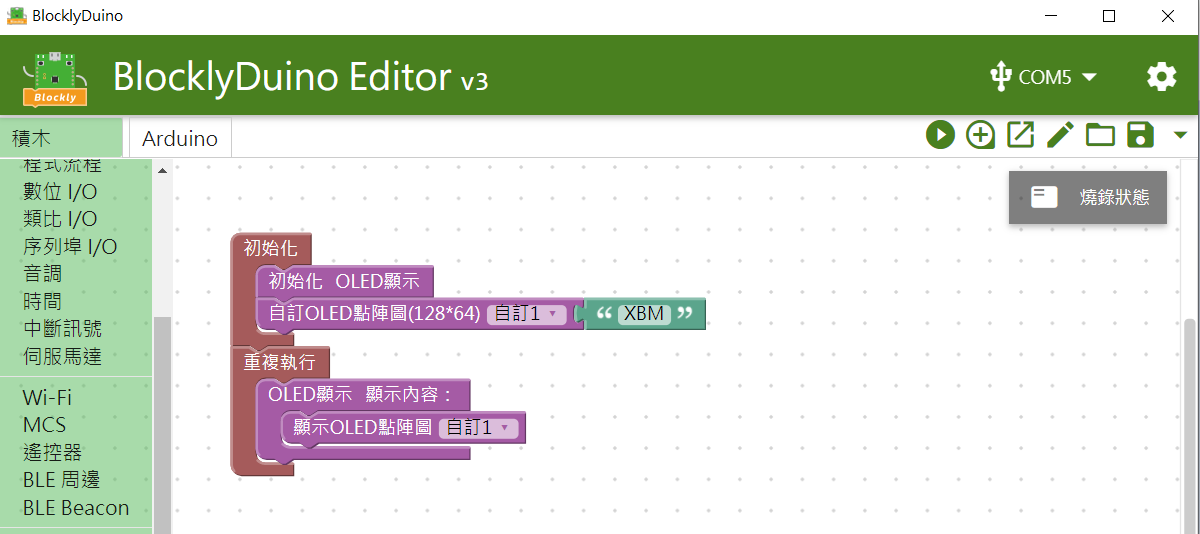 BlocklyDuino
Blockly
BlocklyDuino Editor v3
COM5
積木
Arduino
程式流程
數位 I/O
類比 I/O
序列埠 I/O
音調
時間
中斷訊號
伺服馬達
Wi-Fi
MCS
遙控器
BLE 周邊
BLE Beacon
燒錄狀態
初始化
初始化 OLED顯示
自訂OLED點陣圖(128*64) 自訂1 “ XBM ”
重複執行
OLED顯示 顯示內容：
顯示OLED點陣圖 自訂1